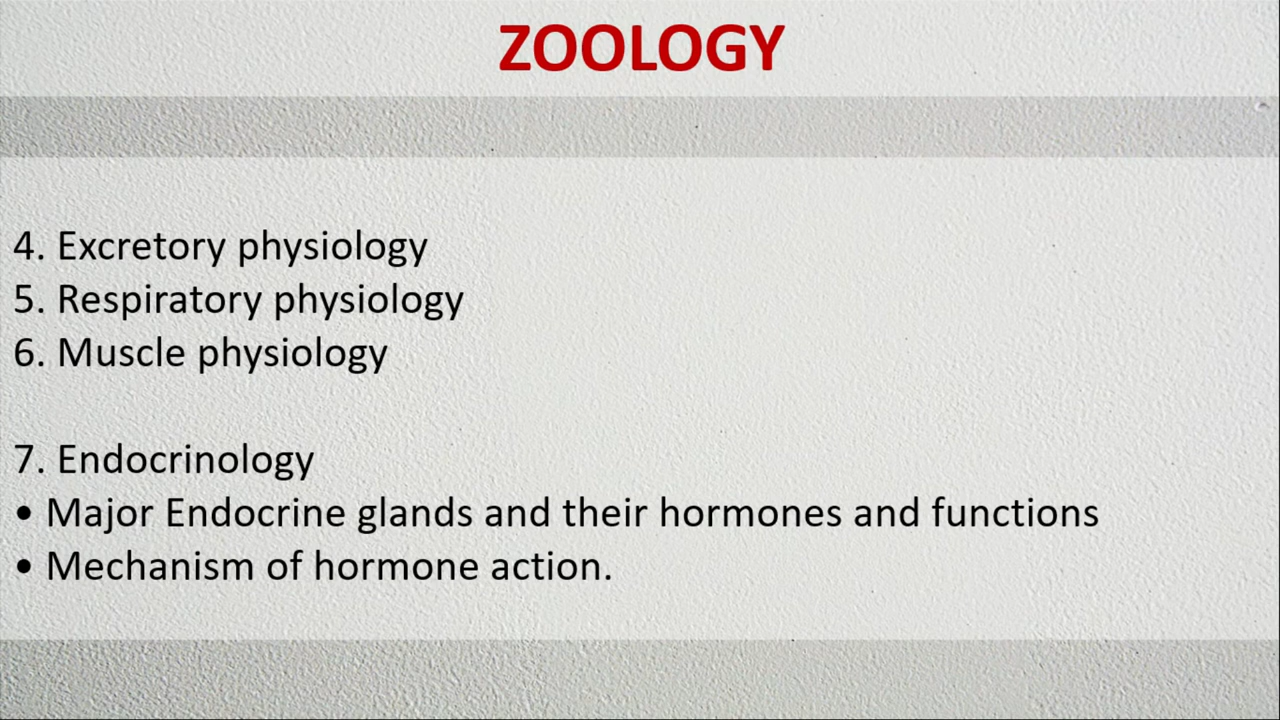 ZOOLOGY
4. Excretory physiology
5. Respiratory physiology
6. Muscle physiology
7. Endocrinology
• Major Endocrine glands and their hormones and functions
• Mechanism of hormone action.